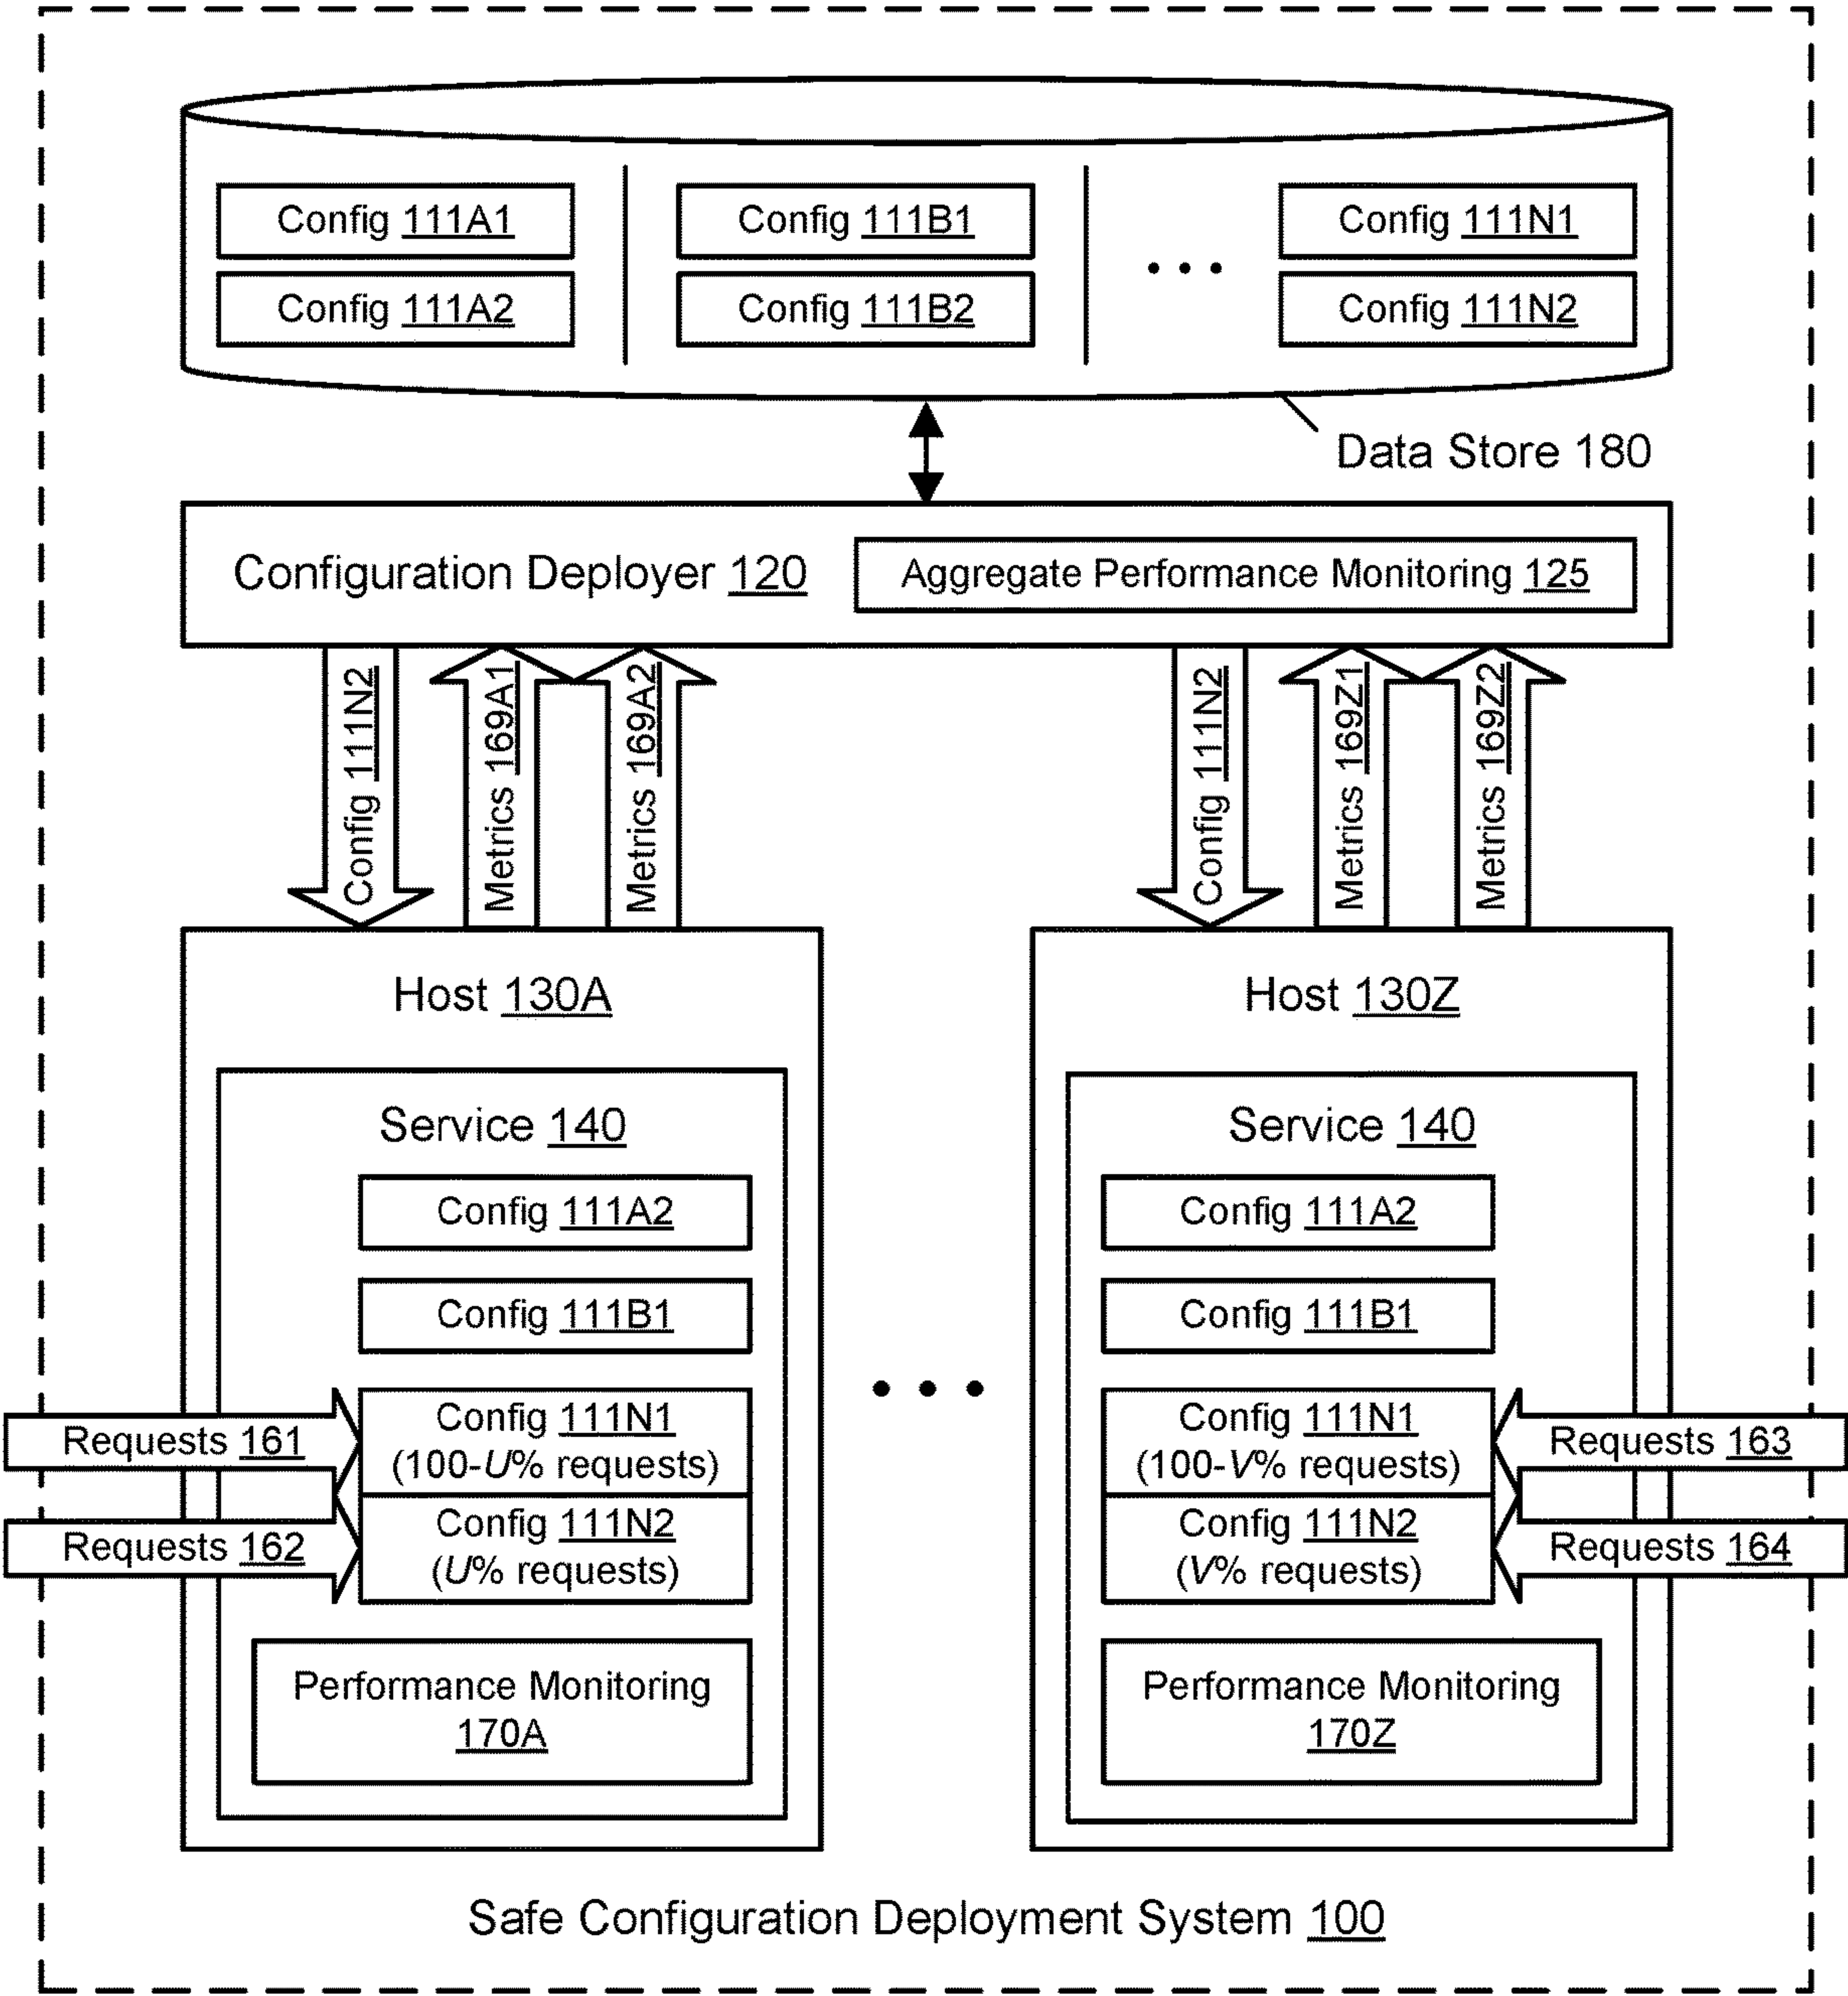 Config 111A1
Config 111B1
Config 111N1
Config 111A2
Config 111B2
• • •
Config 111N2
Data Store 180
Configuration Deployer 120
Aggregate Performance Monitoring 125
Config 111N2
Metrics 169A1
Metrics 169A2
Config 111N2
Metrics 169Z1
Metrics 169Z2
Host 130A
Service 140
Config 111A2
Config 111B1
Requests 161
Config 111N1
(100-U% requests)
Requests 162
Config 111N2
(U% requests)
Performance Monitoring
170A
• • •
Host 130Z
Service 140
Config 111A2
Config 111B1
Config 111N1
(100-V% requests)
Requests 163
Config 111N2
(V% requests)
Requests 164
Performance Monitoring
170Z
Safe Configuration Deployment System 100